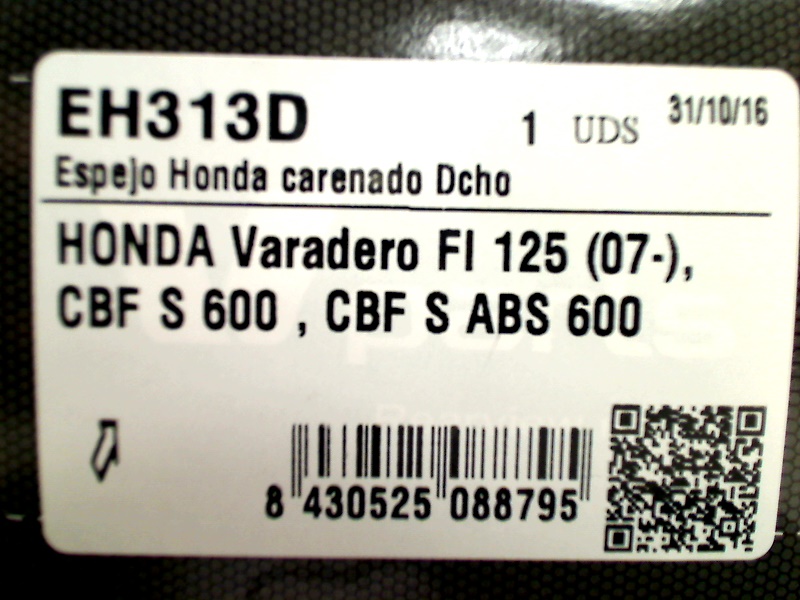 EH313D 1 UDS 31/10/16
Espejo Honda carenado Dcho
HONDA Varadero FI 125 (07-),
CBF S 600 , CBF S ABS 600
8 430525 088795